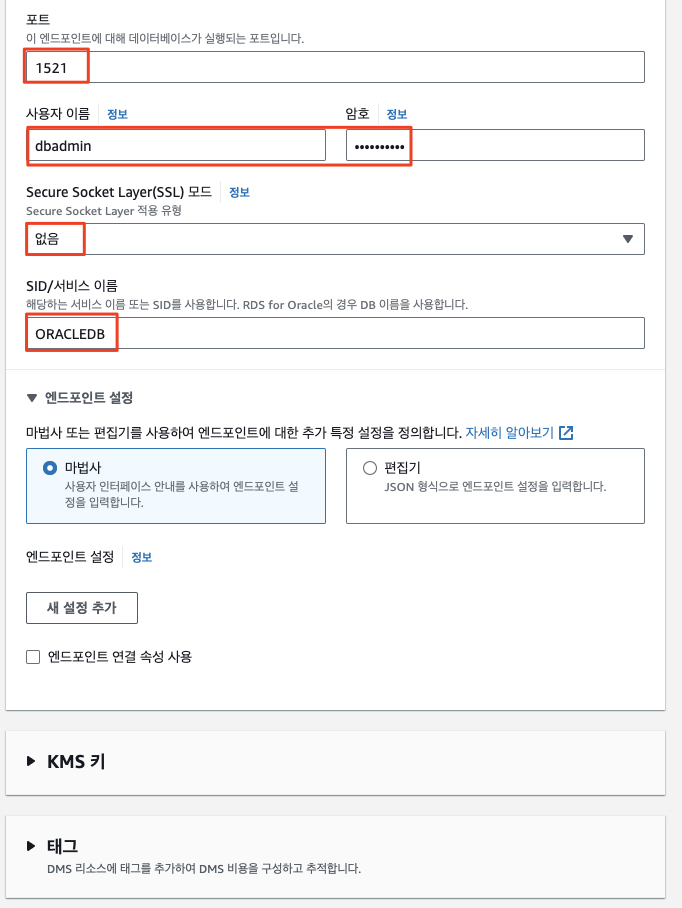 포트
이 엔드포인트에 대해 데이터베이스가 실행되는 포트입니다.
1521
사용자 이름 정보 암호 정보
dbadmin ••••••••••
Secure Socket Layer(SSL) 모드 정보
Secure Socket Layer 적용 유형
없음
SID/서비스 이름
해당하는 서비스 이름 또는 SID를 사용합니다. RDS for Oracle의 경우 DB 이름을 사용합니다.
ORACLEDB
엔드포인트 설정
마법사 또는 편집기를 사용하여 엔드포인트에 대한 추가 특정 설정을 정의합니다. 자세히 알아보기
마법사
사용자 인터페이스 안내를 사용하여 엔드포인트 설
정을 입력합니다.
편집기
JSON 형식으로 엔드포인트 설정을 입력합니다.
엔드포인트 설정 정보
새 설정 추가
엔드포인트 연결 속성 사용
KMS 키
태그
DMS 리소스에 태그를 추가하여 DMS 비용을 구성하고 추적합니다.